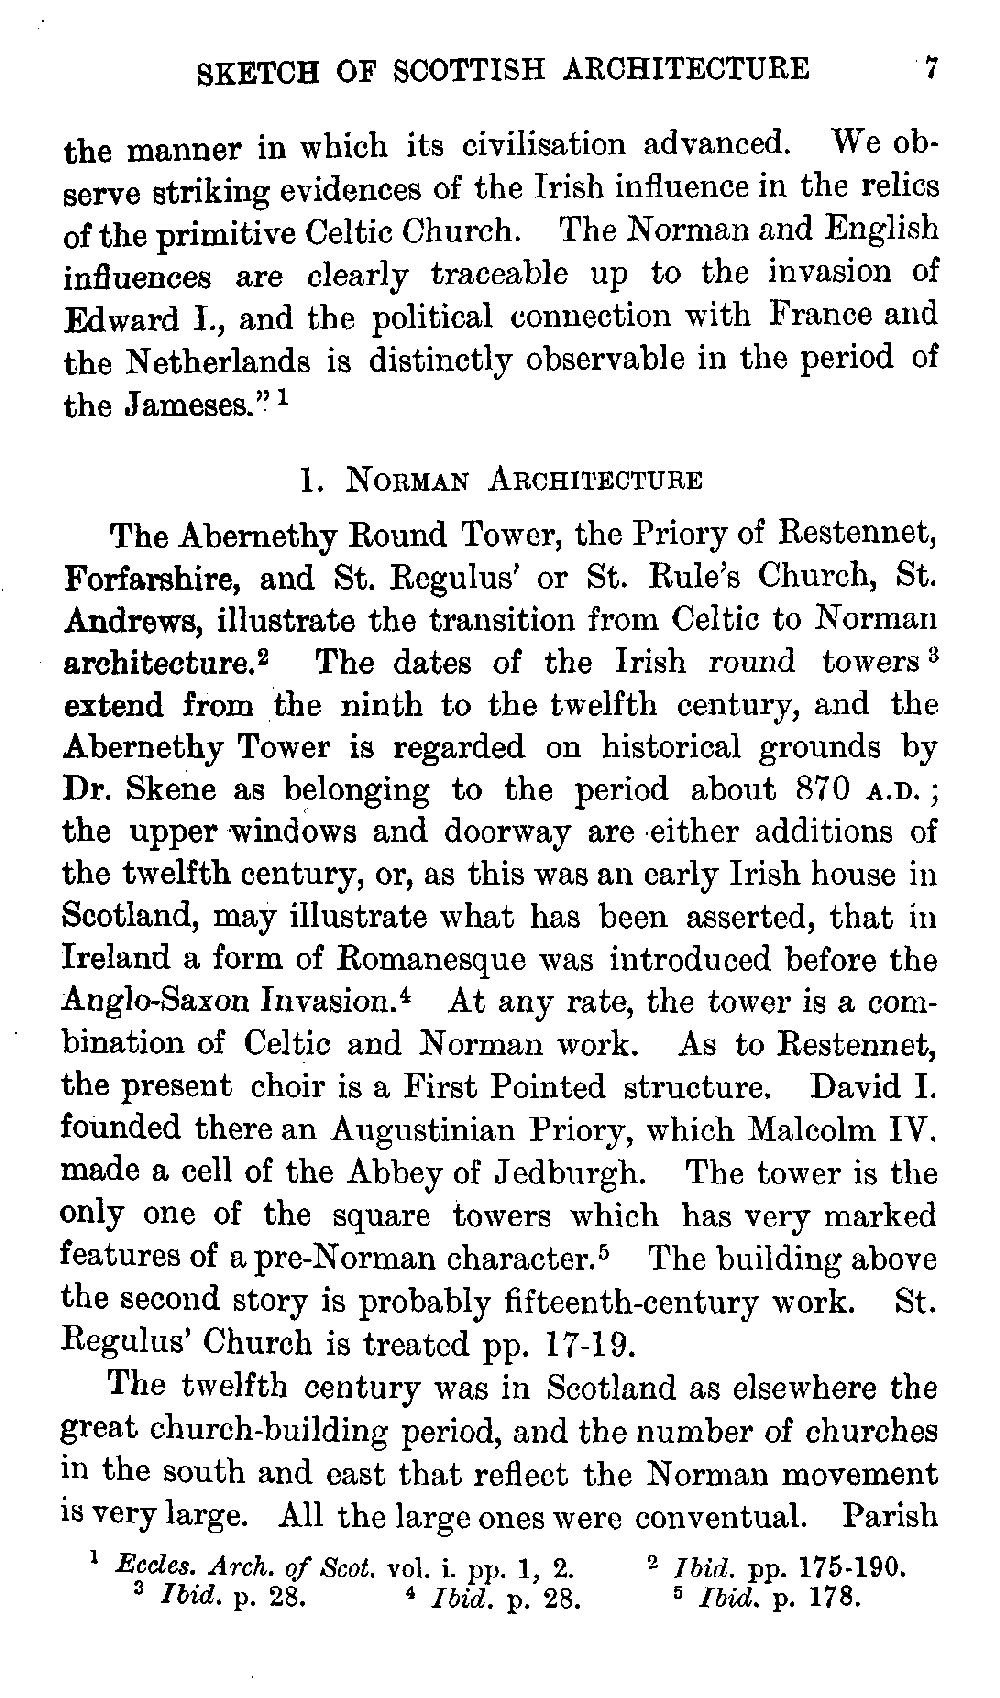 SKETCH OF SCOTTISH ARCHITECTURE 7
the manner in which its civilisation advanced. We ob-
serve striking evidences of the Irish influence in the relics
of the primitive Celtic Church. The Norman and English
influences are clearly traceable up to the invasion of
Edward I., and the political connection with France and
the Netherlands is distinctly observable in the period of
the Jameses.” ¹
1. NORMAN ARCHITECTURE
The Abernethy Round Tower, the Priory of Restennet,
Forfarshire, and St. Regulus’ or St. Rule’s Church, St.
Andrews, illustrate the transition from Celtic to Norman
architecture.² The dates of the Irish round towers ³
extend from the ninth to the twelfth century, and the
Abernethy Tower is regarded on historical grounds by
Dr. Skene as belonging to the period about 870 A.D. ;
the upper windows and doorway are either additions of
the twelfth century, or, as this was an early Irish house in
Scotland, may illustrate what has been asserted, that in
Ireland a form of Romanesque was introduced before the
Anglo-Saxon Invasion.⁴ At any rate, the tower is a com-
bination of Celtic and Norman work. As to Restennet,
the present choir is a First Pointed structure. David I.
founded there an Augustinian Priory, which Malcolm IV.
made a cell of the Abbey of Jedburgh. The tower is the
only one of the square towers which has very marked
features of a pre-Norman character.⁵ The building above
the second story is probably fifteenth-century work. St.
Regulus’ Church is treated pp. 17-19.
The twelfth century was in Scotland as elsewhere the
great church-building period, and the number of churches
in the south and east that reflect the Norman movement
is very large. All the large ones were conventual. Parish
¹ Eccles. Arch. of Scot. vol. i. pp. 1, 2. ² Ibid. pp. 175-190.
³ Ibid. p. 28. ⁴ Ibid. p. 28. ⁵ Ibid. p. 178.